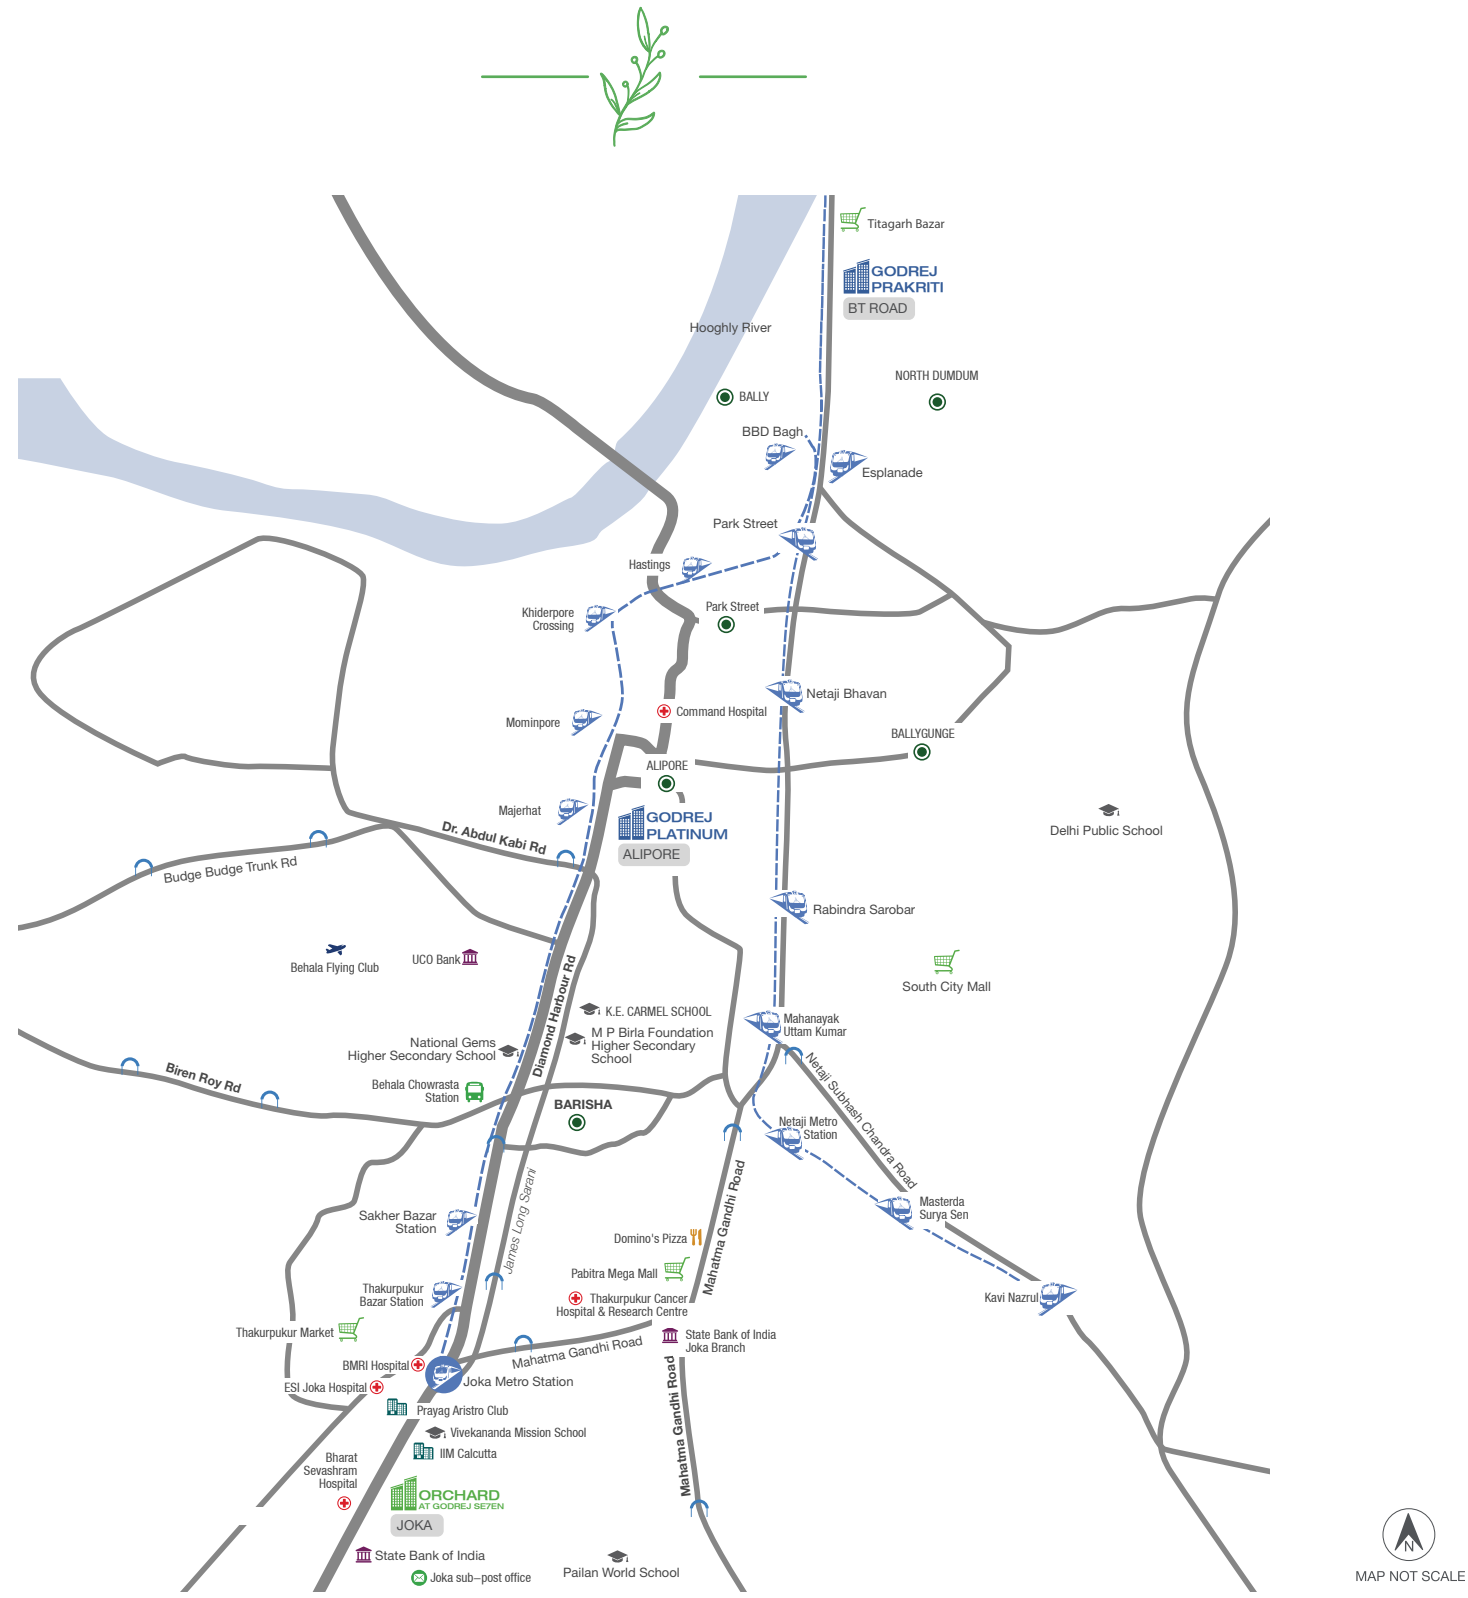 Titagarh Bazar
GODREJ
PRAKRITI
BT ROAD
Hooghly River
NORTH DUMDUM
BALLY
BBD Bagh
Esplanade
Park Street
Hastings
Khiderpore
Crossing
Park Street
Netaji Bhavan
Command Hospital
Mominpore
BALLYGUNGE
ALIPORE
Majerhat
GODREJ
PLATINUM
ALIPORE
Dr. Abdul Kabi Rd
Delhi Public School
Budge Budge Trunk Rd
Rabindra Sarobar
Behala Flying Club
UCO Bank
Diamond Harbour Rd
South City Mall
K.E. CARMEL SCHOOL
Mahanayak
Uttam Kumar
M P Birla Foundation
Higher Secondary
School
National Gems
Higher Secondary School
Biren Roy Rd
Behala Chowrasta
Station
BARISHA
Netaji Subhash Chandra Road
Netaji Metro
Station
Sakher Bazar
Station
James Long Sarani
Mahatma Gandhi Road
Masterda
Surya Sen
Domino's Pizza
Pabitra Mega Mall
Thakurpukur
Bazar Station
Thakurpukur Cancer
Hospital & Research Centre
Kavi Nazrul
Thakurpukur Market
State Bank of India
Joka Branch
Mahatma Gandhi Road
BMRI Hospital
Joka Metro Station
ESI Joka Hospital
Mahatma Gandhi Road
Prayag Aristro Club
Vivekananda Mission School
IIM Calcutta
Bharat
Sevashram
Hospital
ORCHARD
AT GODREJ SE7EN
JOKA
State Bank of India
Joka sub-post office
Pailan World School
N
MAP NOT SCALE